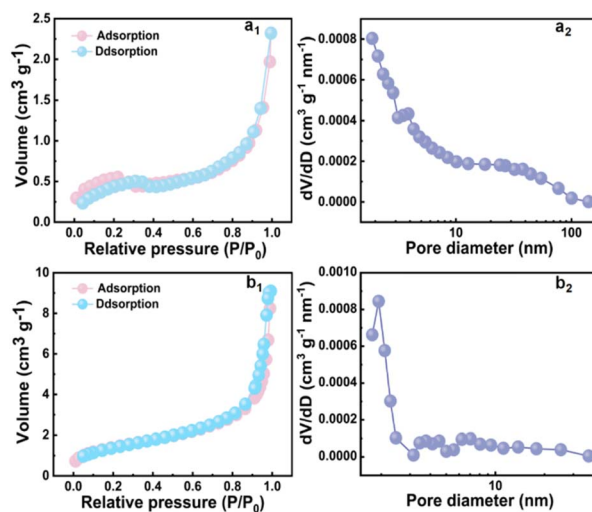 a1
Adsorption
Ddsorption
Volume (cm3 g-1)
2.5
2.0
1.5
1.0
0.5
0.0
0.0 0.2 0.4 0.6 0.8 1.0
Relative pressure (P/P0)
a2
dV/dD (cm3 g-1 nm-1)
0.0008
0.0006
0.0004
0.0002
0.0000
10 100
Pore diameter (nm)
b1
Adsorption
Ddsorption
Volume (cm3 g-1)
10
8
6
4
2
0
0.0 0.2 0.4 0.6 0.8 1.0
Relative pressure (P/P0)
b2
dV/dD (cm3 g-1 nm-1)
0.0010
0.0008
0.0006
0.0004
0.0002
0.0000
10
Pore diameter (nm)